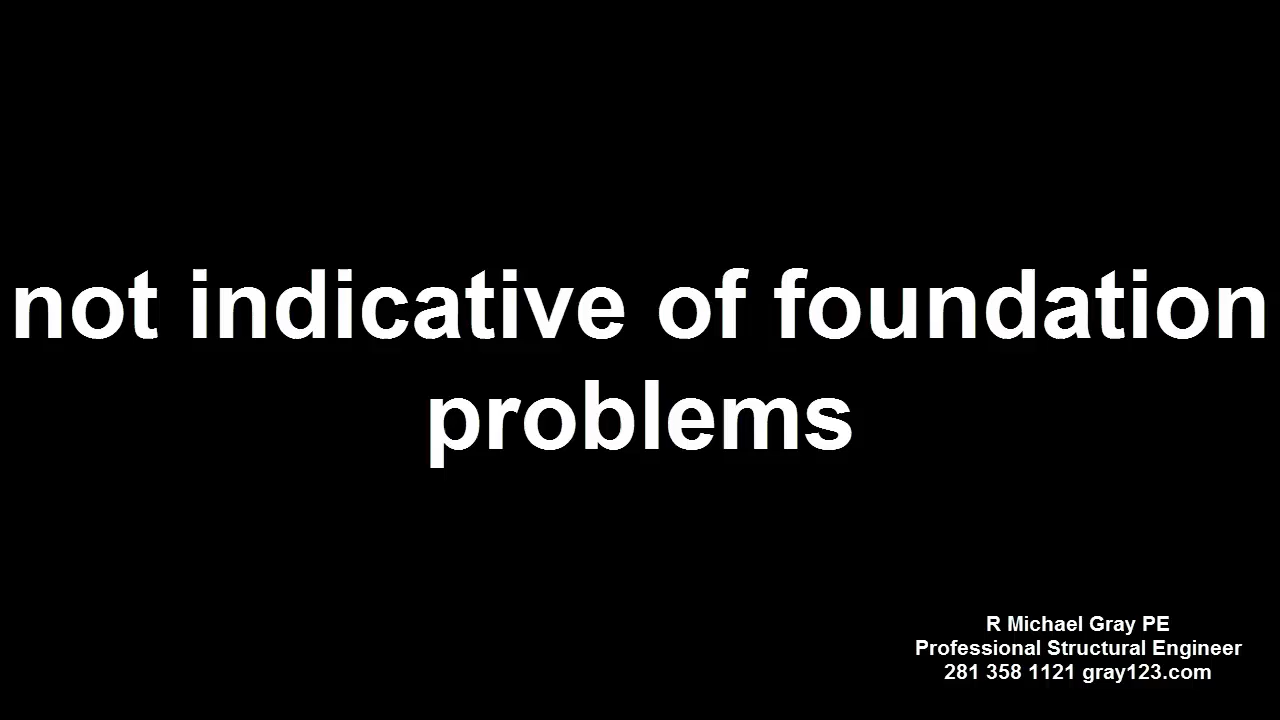 not indicative of foundation
problems
R Michael Gray PE
Professional Structural Engineer
281 358 1121 gray123.com